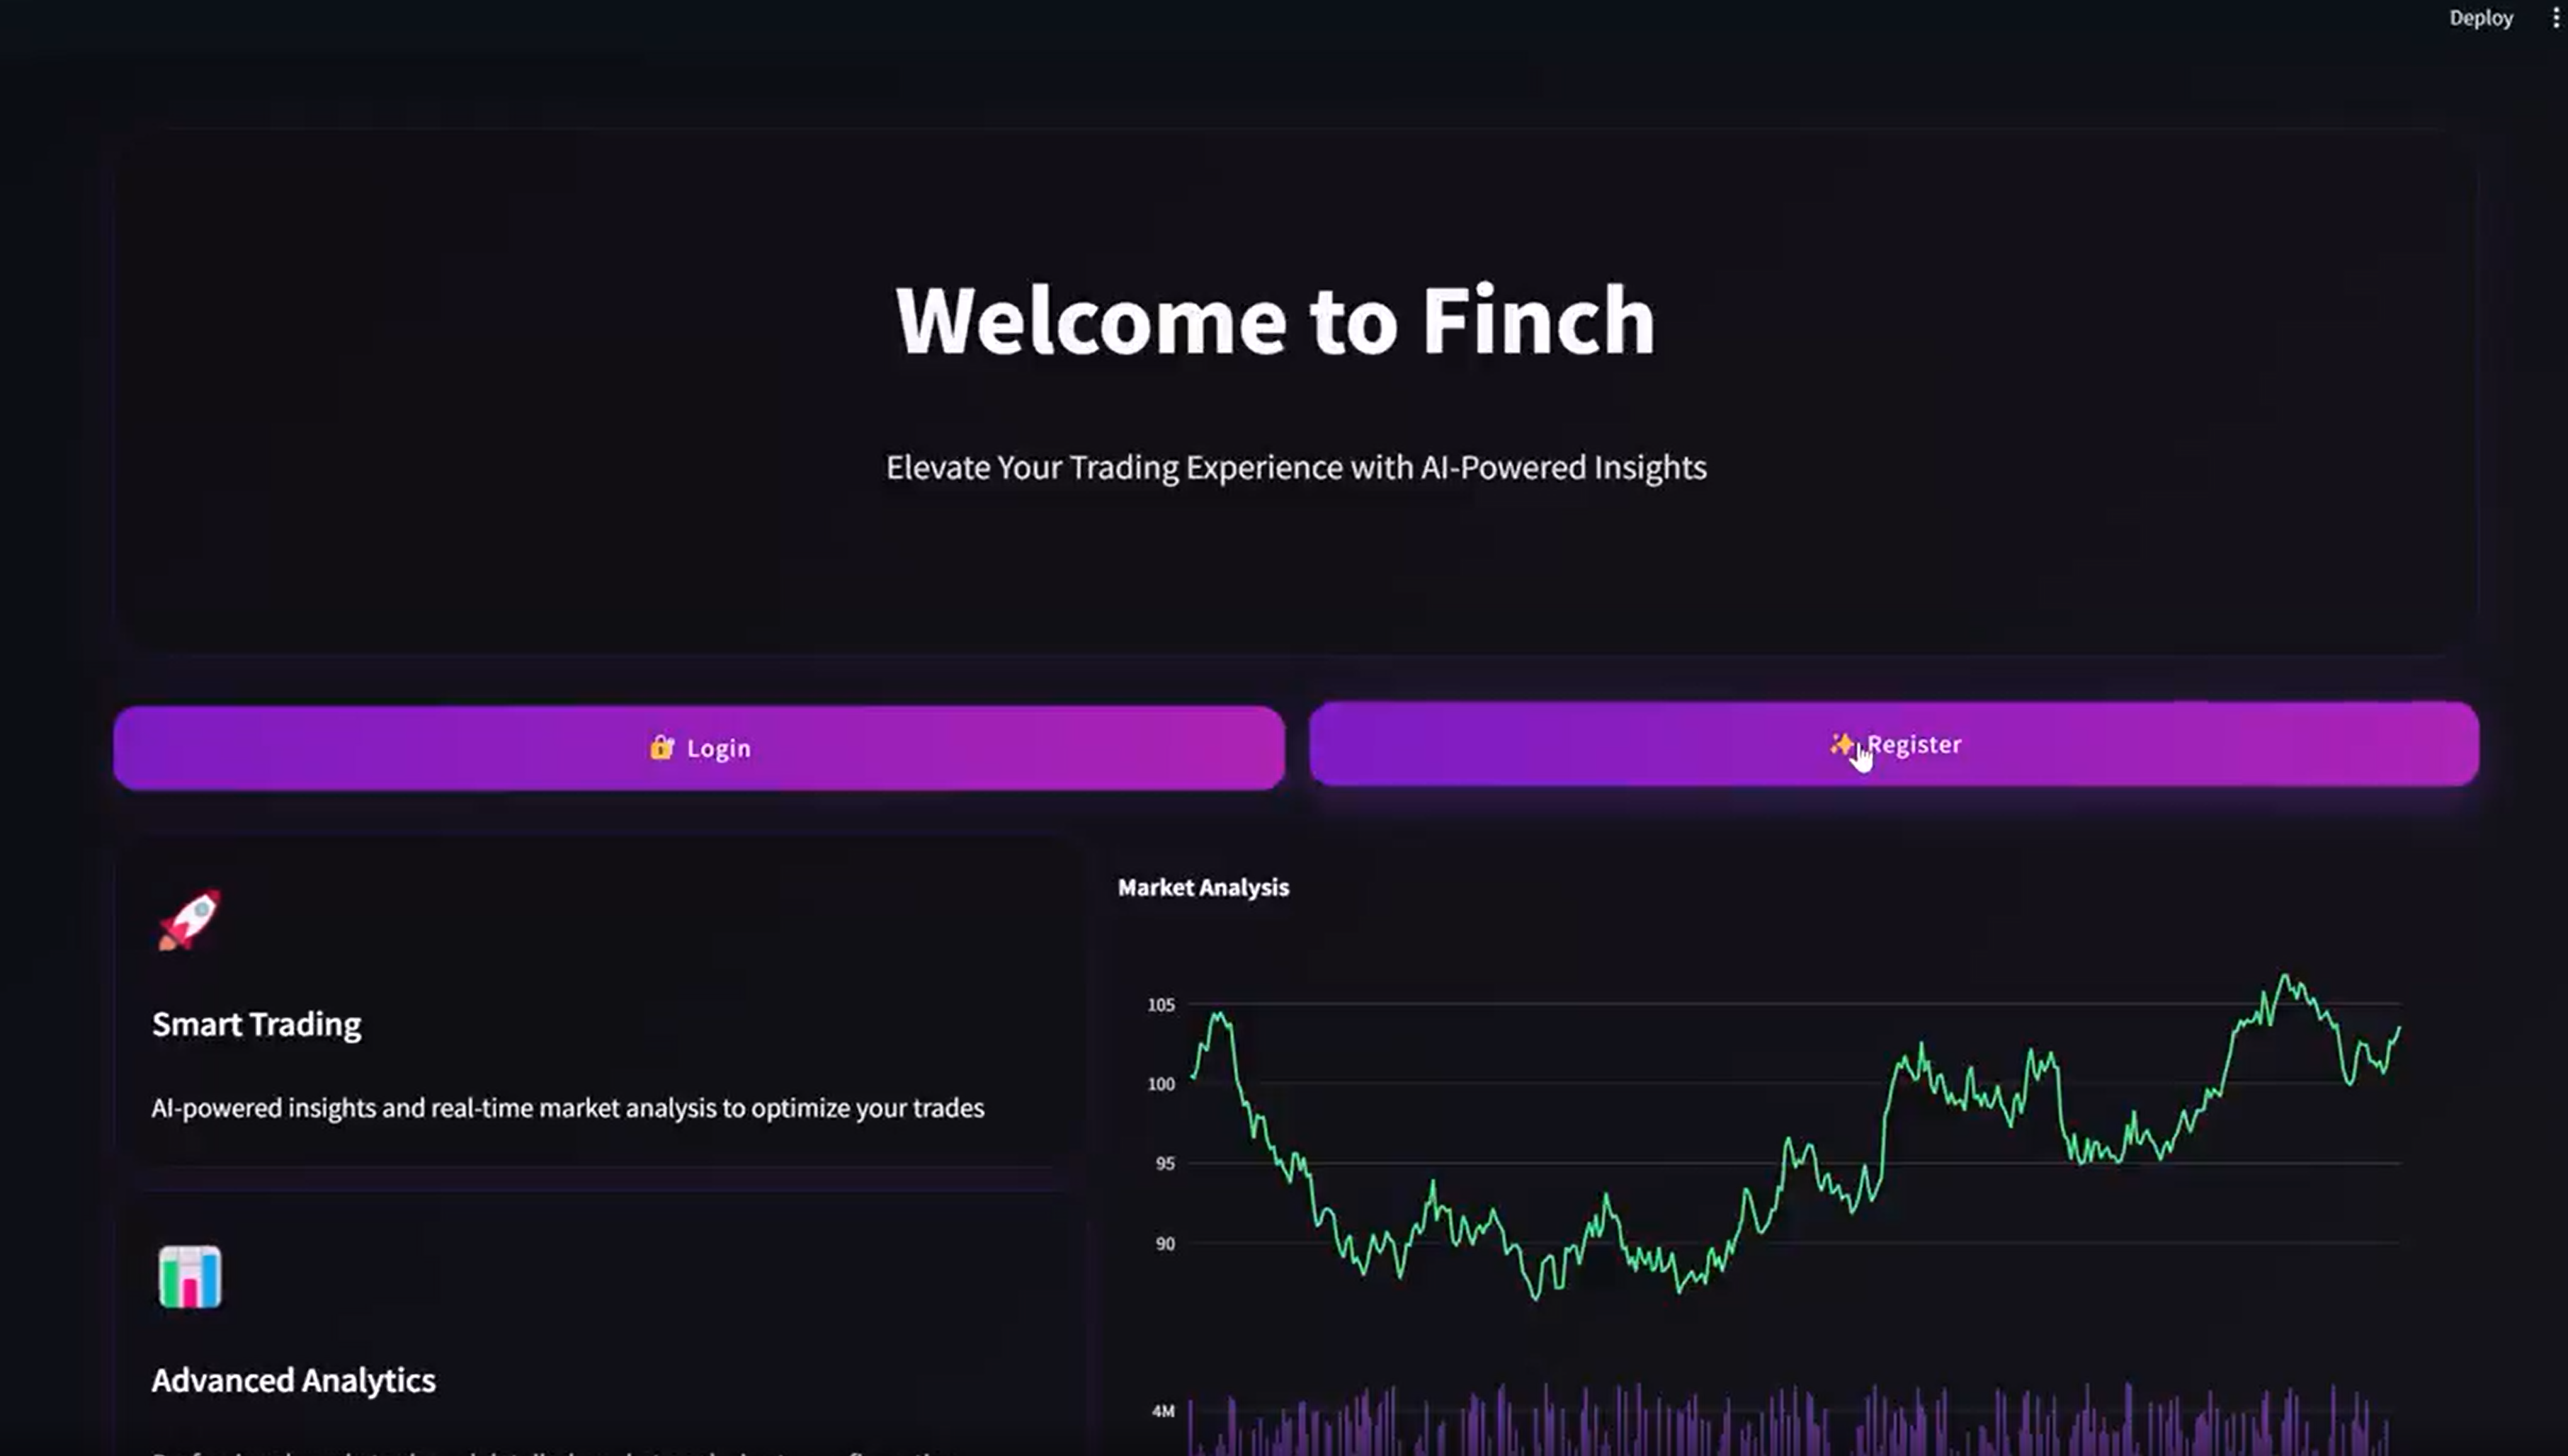 Deploy
Welcome to Finch
Elevate Your Trading Experience with AI-Powered Insights
🔐 Login
✨ Register
Smart Trading
AI-powered insights and real-time market analysis to optimize your trades
Advanced Analytics
Market Analysis
105
100
95
90
4M